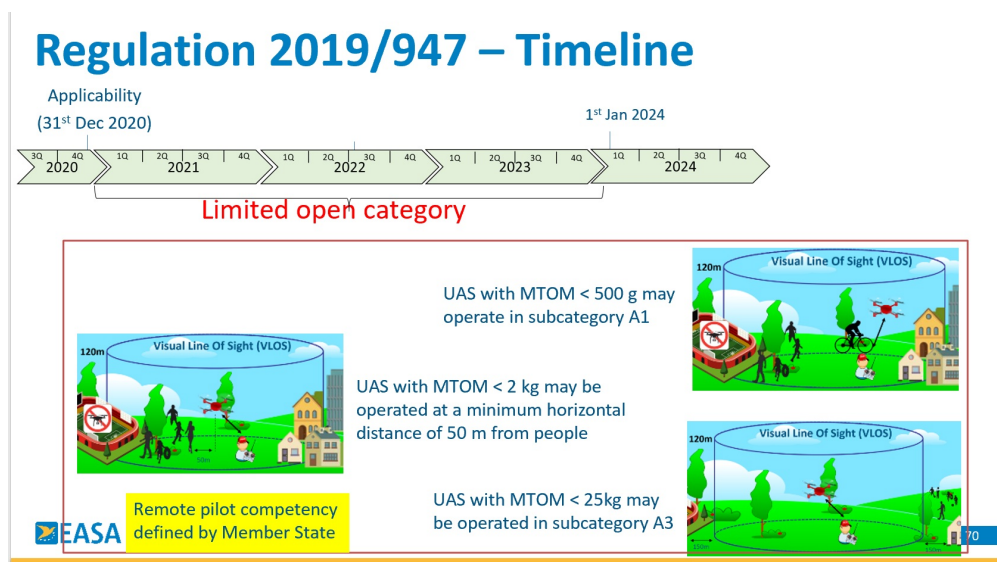 Regulation 2019/947 – Timeline
Applicability
(31st Dec 2020)
1st Jan 2024
3Q 4Q 1Q 2Q 3Q 4Q 1Q 2Q 3Q 4Q 1Q 2Q 3Q 4Q 1Q 2Q 3Q 4Q
2020 2021 2022 2023 2024
Limited open category
UAS with MTOM < 500 g may
operate in subcategory A1
120m
Visual Line Of Sight (VLOS)
120m
Visual Line Of Sight (VLOS)
50m
UAS with MTOM < 2 kg may be
operated at a minimum horizontal
distance of 50 m from people
UAS with MTOM < 25kg may
be operated in subcategory A3
120m
Visual Line Of Sight (VLOS)
150m
150m
Remote pilot competency
defined by Member State
EASA
70